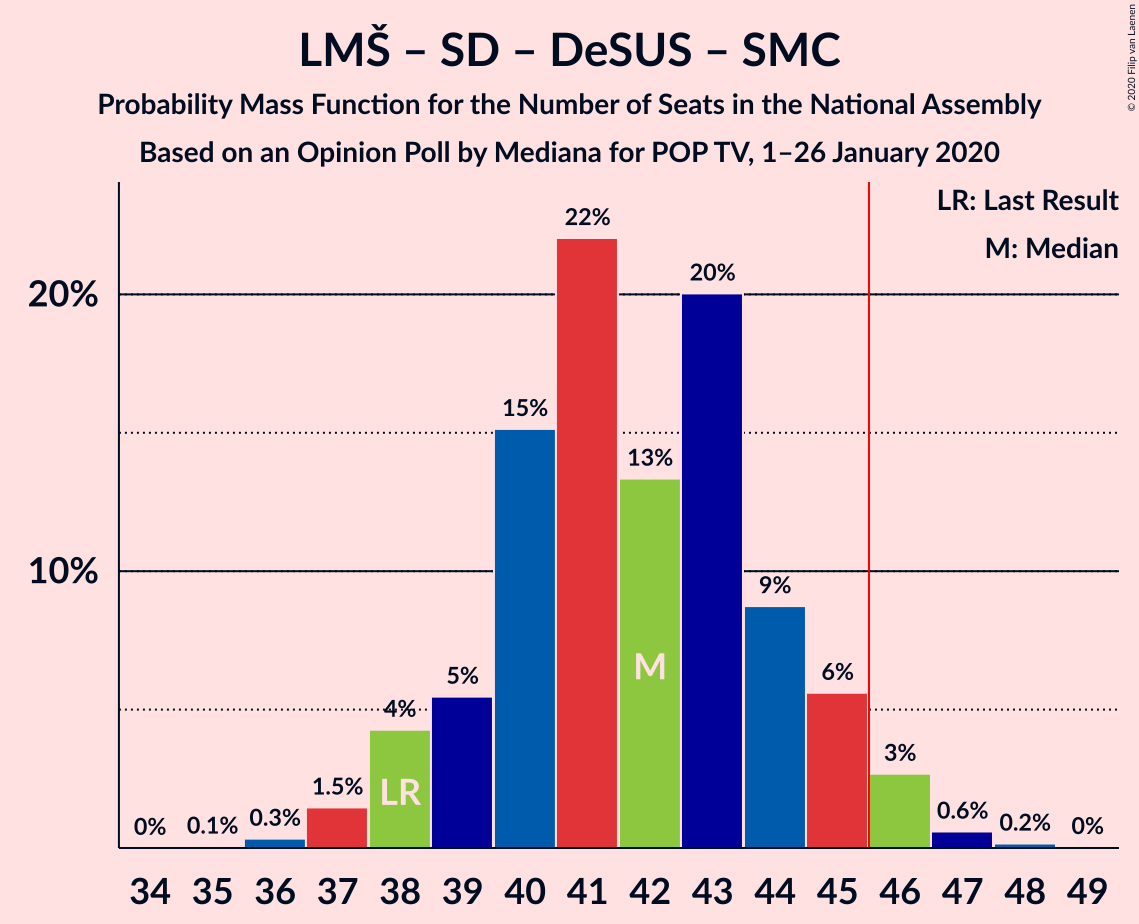 LMŠ – SD – DeSUS – SMC
Probability Mass Function for the Number of Seats in the National Assembly
Based on an Opinion Poll by Mediana for POP TV, 1–26 January 2020
© 2020 Filip van Laenen
LR: Last Result
M: Median
20%
10%
0%
0.1%
0.3%
1.5%
4%
5%
15%
22%
13%
20%
9%
6%
3%
0.6%
0.2%
0%
LR
M
34 35 36 37 38 39 40 41 42 43 44 45 46 47 48 49